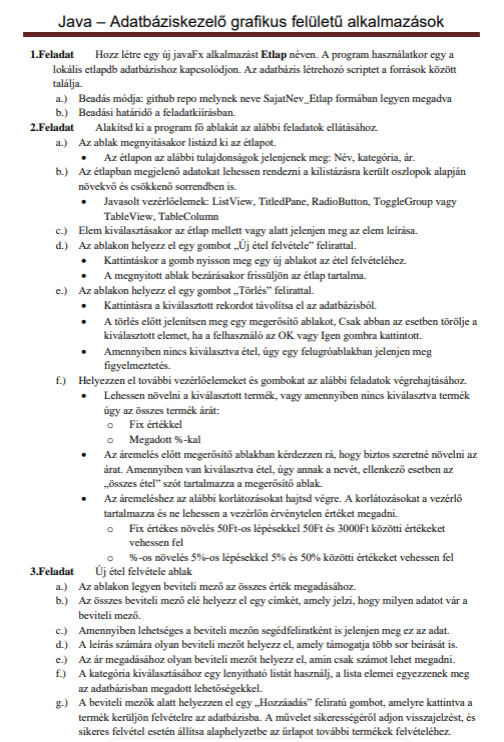 Java – Adatbáziskezelő grafikus felületű alkalmazások
1.Feladat Hozz létre egy új javaFx alkalmazást Etlap néven. A program használatkor egy a
lokális etlapdb adatbázishoz kapcsolódjon. Az adatbázis létrehozó scriptet a források között
találja.
a.) Beadás módja: github repo melynek neve SajatNev_Etlap formában legyen megadva
b.) Beadási határidő a feladatkiírásban.
2.Feladat Alakítsd ki a program fő ablakát az alábbi feladatok ellátásához.
a.) Az ablak megnyitásakor listázd ki az étlapot.
• Az étlapon az alábbi tulajdonságok jelenjenek meg: Név, kategória, ár.
b.) Az étlapban megjelenő adatokat lehessen rendezni a kilistázásra került oszlopok alapján
növekvő és csökkenő sorrendben is.
• Javasolt vezérlőelemek: ListView, TitledPane, RadioButton, ToggleGroup vagy
TableView, TableColumn
c.) Elem kiválasztásakor az étlap mellett vagy alatt jelenjen meg az elem leírása.
d.) Az ablakon helyezz el egy gombot „Új étel felvétele” felirattal.
• Kattintáskor a gomb nyisson meg egy új ablakot az étel felvételéhez.
• A megnyitott ablak bezárásakor frissüljön az étlap tartalma.
e.) Az ablakon helyezz el egy gombot „Törlés” felirattal.
• Kattintásra a kiválasztott rekordot távolítsa el az adatbázisból.
• A törlés előtt jelenítsen meg egy megerősítő ablakot, Csak abban az esetben törölje a
kiválasztott elemet, ha a felhasználó az OK vagy Igen gombra kattintott.
• Amennyiben nincs kiválasztva étel, úgy egy felugróablakban jelenjen meg
figyelmeztetés.
f.) Helyezzen el további vezérlőelemeket és gombokat az alábbi feladatok végrehajtásához.
• Lehessen növelni a kiválasztott termék, vagy amennyiben nincs kiválasztva termék
úgy az összes termék árát:
o Fix értékkel
o Megadott %-kal
• Az áremelés előtt megerősítő ablakban kérdezzen rá, hogy biztos szeretné növelni az
árat. Amennyiben van kiválasztva étel, úgy annak a nevét, ellenkező esetben az
„összes étel” szót tartalmazza a megerősítő ablak.
• Az áremeléshez az alábbi korlátozásokat hajtsd végre. A korlátozásokat a vezérlő
tartalmazza és ne lehessen a vezérlőn érvénytelen értéket megadni.
o Fix értékes növelés 50Ft-os lépésekkel 50Ft és 3000Ft közötti értékeket
vehessen fel
o %-os növelés 5%-os lépésekkel 5% és 50% közötti értékeket vehessen fel
3.Feladat Új étel felvétele ablak
a.) Az ablakon legyen beviteli mező az összes érték megadásához.
b.) Az összes beviteli mező elé helyezz el egy címkét, amely jelzi, hogy milyen adatot vár a
beviteli mező.
c.) Amennyiben lehetséges a beviteli mezőn segédfeliratként is jelenjen meg ez az adat.
d.) A leírás számára olyan beviteli mezőt helyezz el, amely támogatja több sor beírását is.
e.) Az ár megadásához olyan beviteli mezőt helyezz el, amin csak számot lehet megadni.
f.) A kategória kiválasztásához egy lenyitható listát használj, a lista elemei egyezzenek meg
az adatbázisban megadott lehetőségekkel.
g.) A beviteli mezők alatt helyezzen el egy „Hozzáadás” feliratú gombot, amelyre kattintva a
termék kerüljön felvételre az adatbázisba. A művelet sikerességéről adjon visszajelzést, és
sikeres felvétel esetén állítsa alaphelyzetbe az űrlapot további termékek felvételéhez.